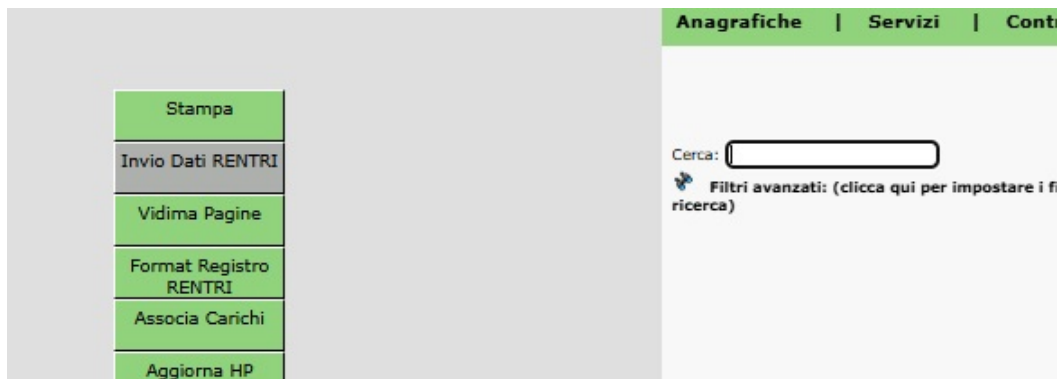 Anagrafiche | Servizi |
Stampa
Invio Dati RENTRI
Vidima Pagine
Format Registro
RENTRI
Associa Carichi
Aggiorna HP
Cerca:
Filtri avanzati: (clicca qui per impostare i
ricerca)